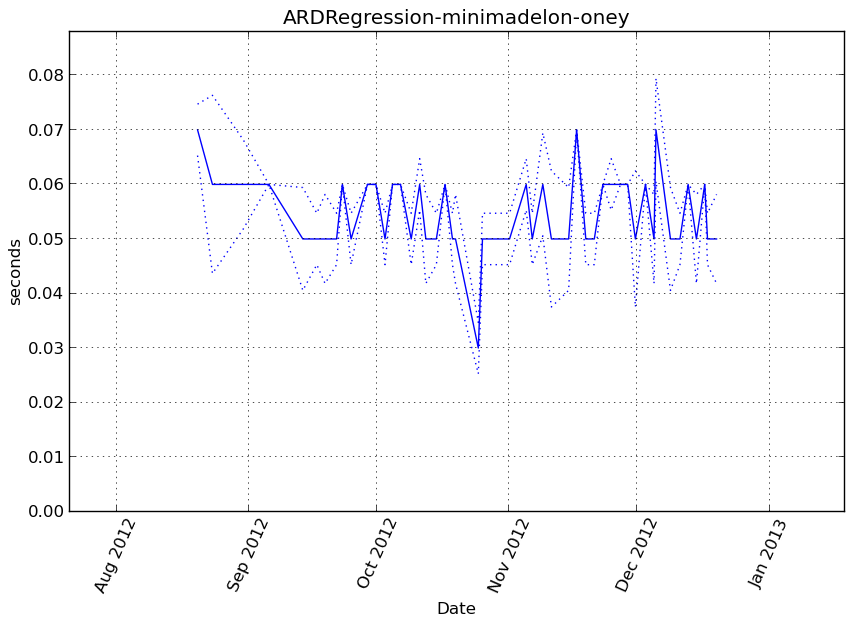 ARDRegression-minimadelon-oney
0.08
0.07
0.06
0.05
0.04
0.03
0.02
0.01
0.00
seconds
Aug 2012
Sep 2012
Oct 2012
Nov 2012
Dec 2012
Jan 2013
Date